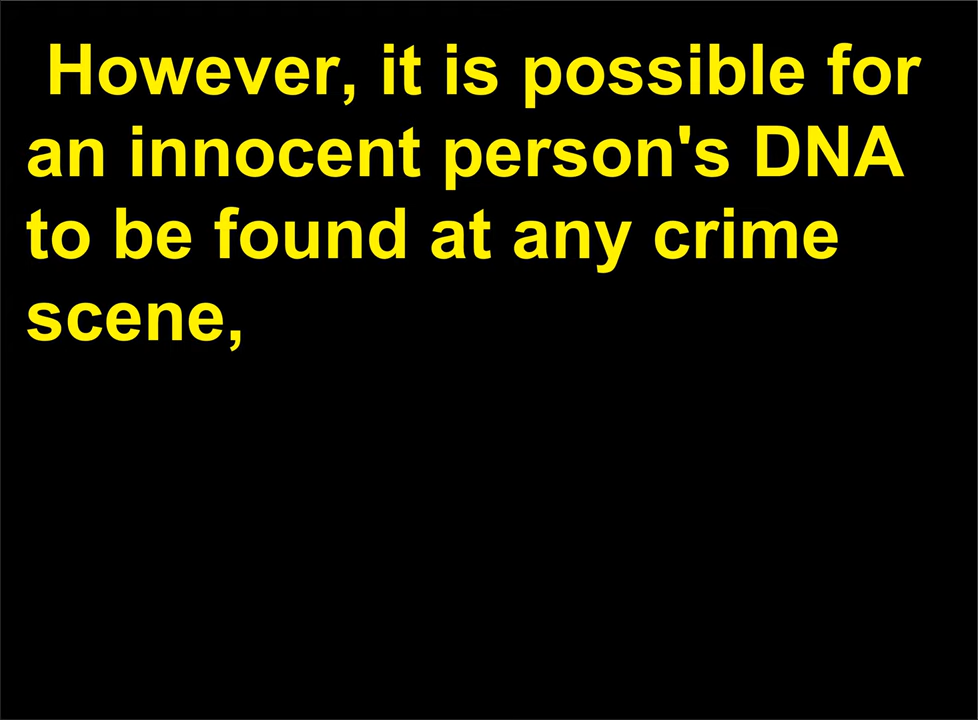 However, it is possible for
an innocent person's DNA
to be found at any crime
scene,